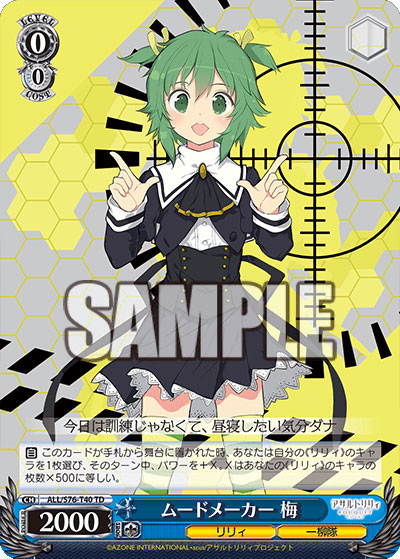 LEVEL
0
0
COST
SAMPLE
今日は訓練じゃなくて、昼寝したい気分ダナ
自 このカードが手札から舞台に置かれた時、あなたは自分の《リリィ》のキャ
ラを1枚選び、そのターン中、パワーを＋X。Xはあなたの《リリィ》のキャラの
枚数×500に等しい。
CH ALL/S76-T40 TD
ムードメーカー 梅
アサルトリリィ
BOUQUET
2000
リリィ
一柳隊
©AZONE INTERNATIONAL・acus/アサルトリリィプロジェクト